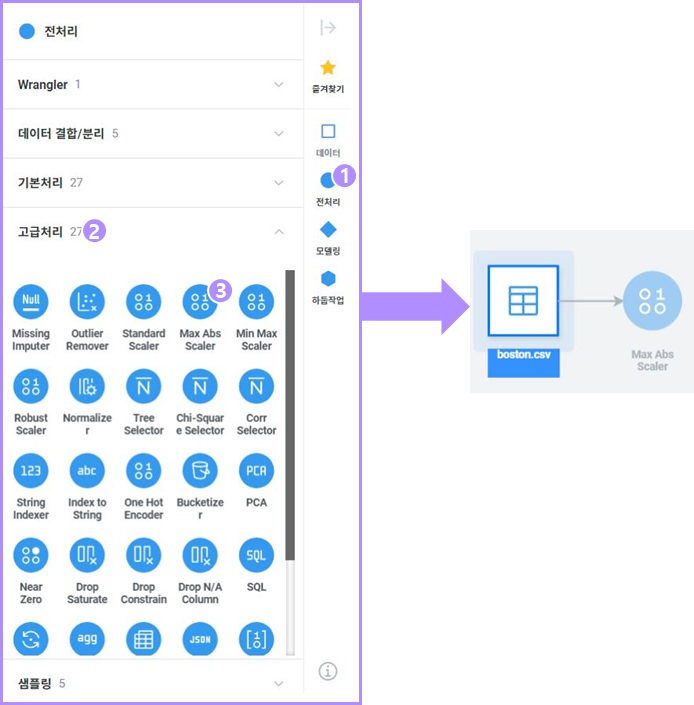 전처리
Wrangler 1
데이터 결합/분리 5
기본처리 27
고급처리 27 2
3
Null
Missing
Imputer
Outlier
Remover
Standard
Scaler
Max Abs
Scaler
Min Max
Scaler
Robust
Scaler
Normalize
r
N
Tree
Selector
N
Chi-Squar
e Selector
N
Corr
Selector
123
String
Indexer
abc
Index to
String
One Hot
Encoder
Bucketize
r
PCA
PCA
Near
Zero
Drop
Saturate
Drop
Constrain
Drop N/A
Column
SQL
SQL
agg
JSON
샘플링 5
즐겨찾기
데이터
1
전처리
모델링
하둡작업
boston.csv
Max Abs
Scaler